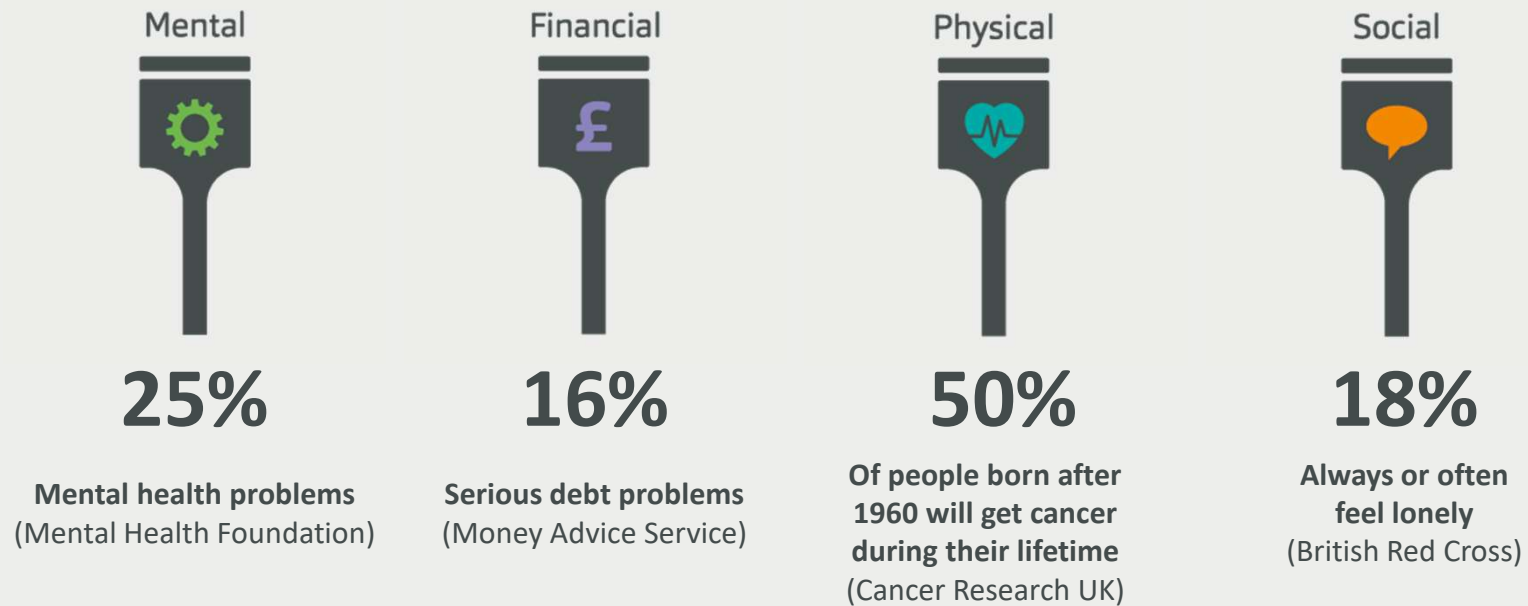 Mental
25%
Mental health problems
(Mental Health Foundation)
Financial
£
16%
Serious debt problems
(Money Advice Service)
Physical
50%
Of people born after
1960 will get cancer
during their lifetime
(Cancer Research UK)
Social
18%
Always or often
feel lonely
(British Red Cross)